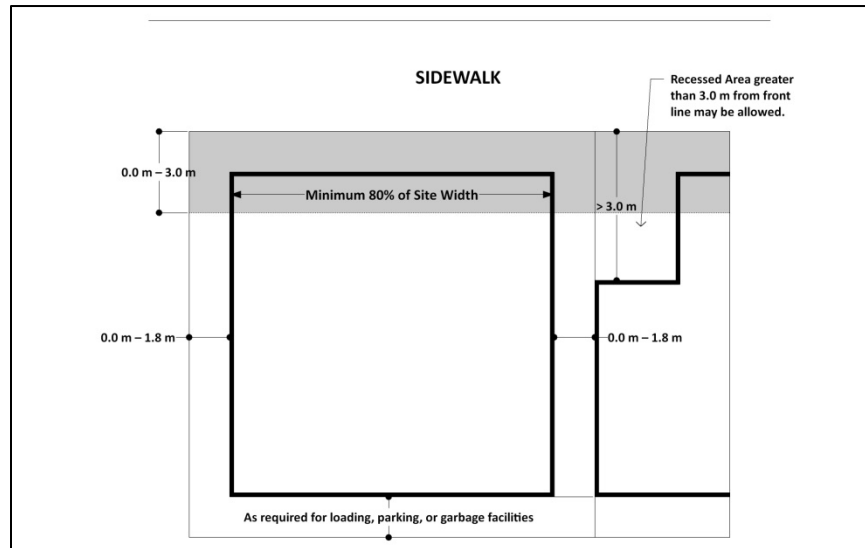 SIDEWALK
Recessed Area greater
than 3.0 m from front
line may be allowed.
0.0 m – 3.0 m
Minimum 80% of Site Width
> 3.0 m
0.0 m – 1.8 m
0.0 m – 1.8 m
As required for loading, parking, or garbage facilities